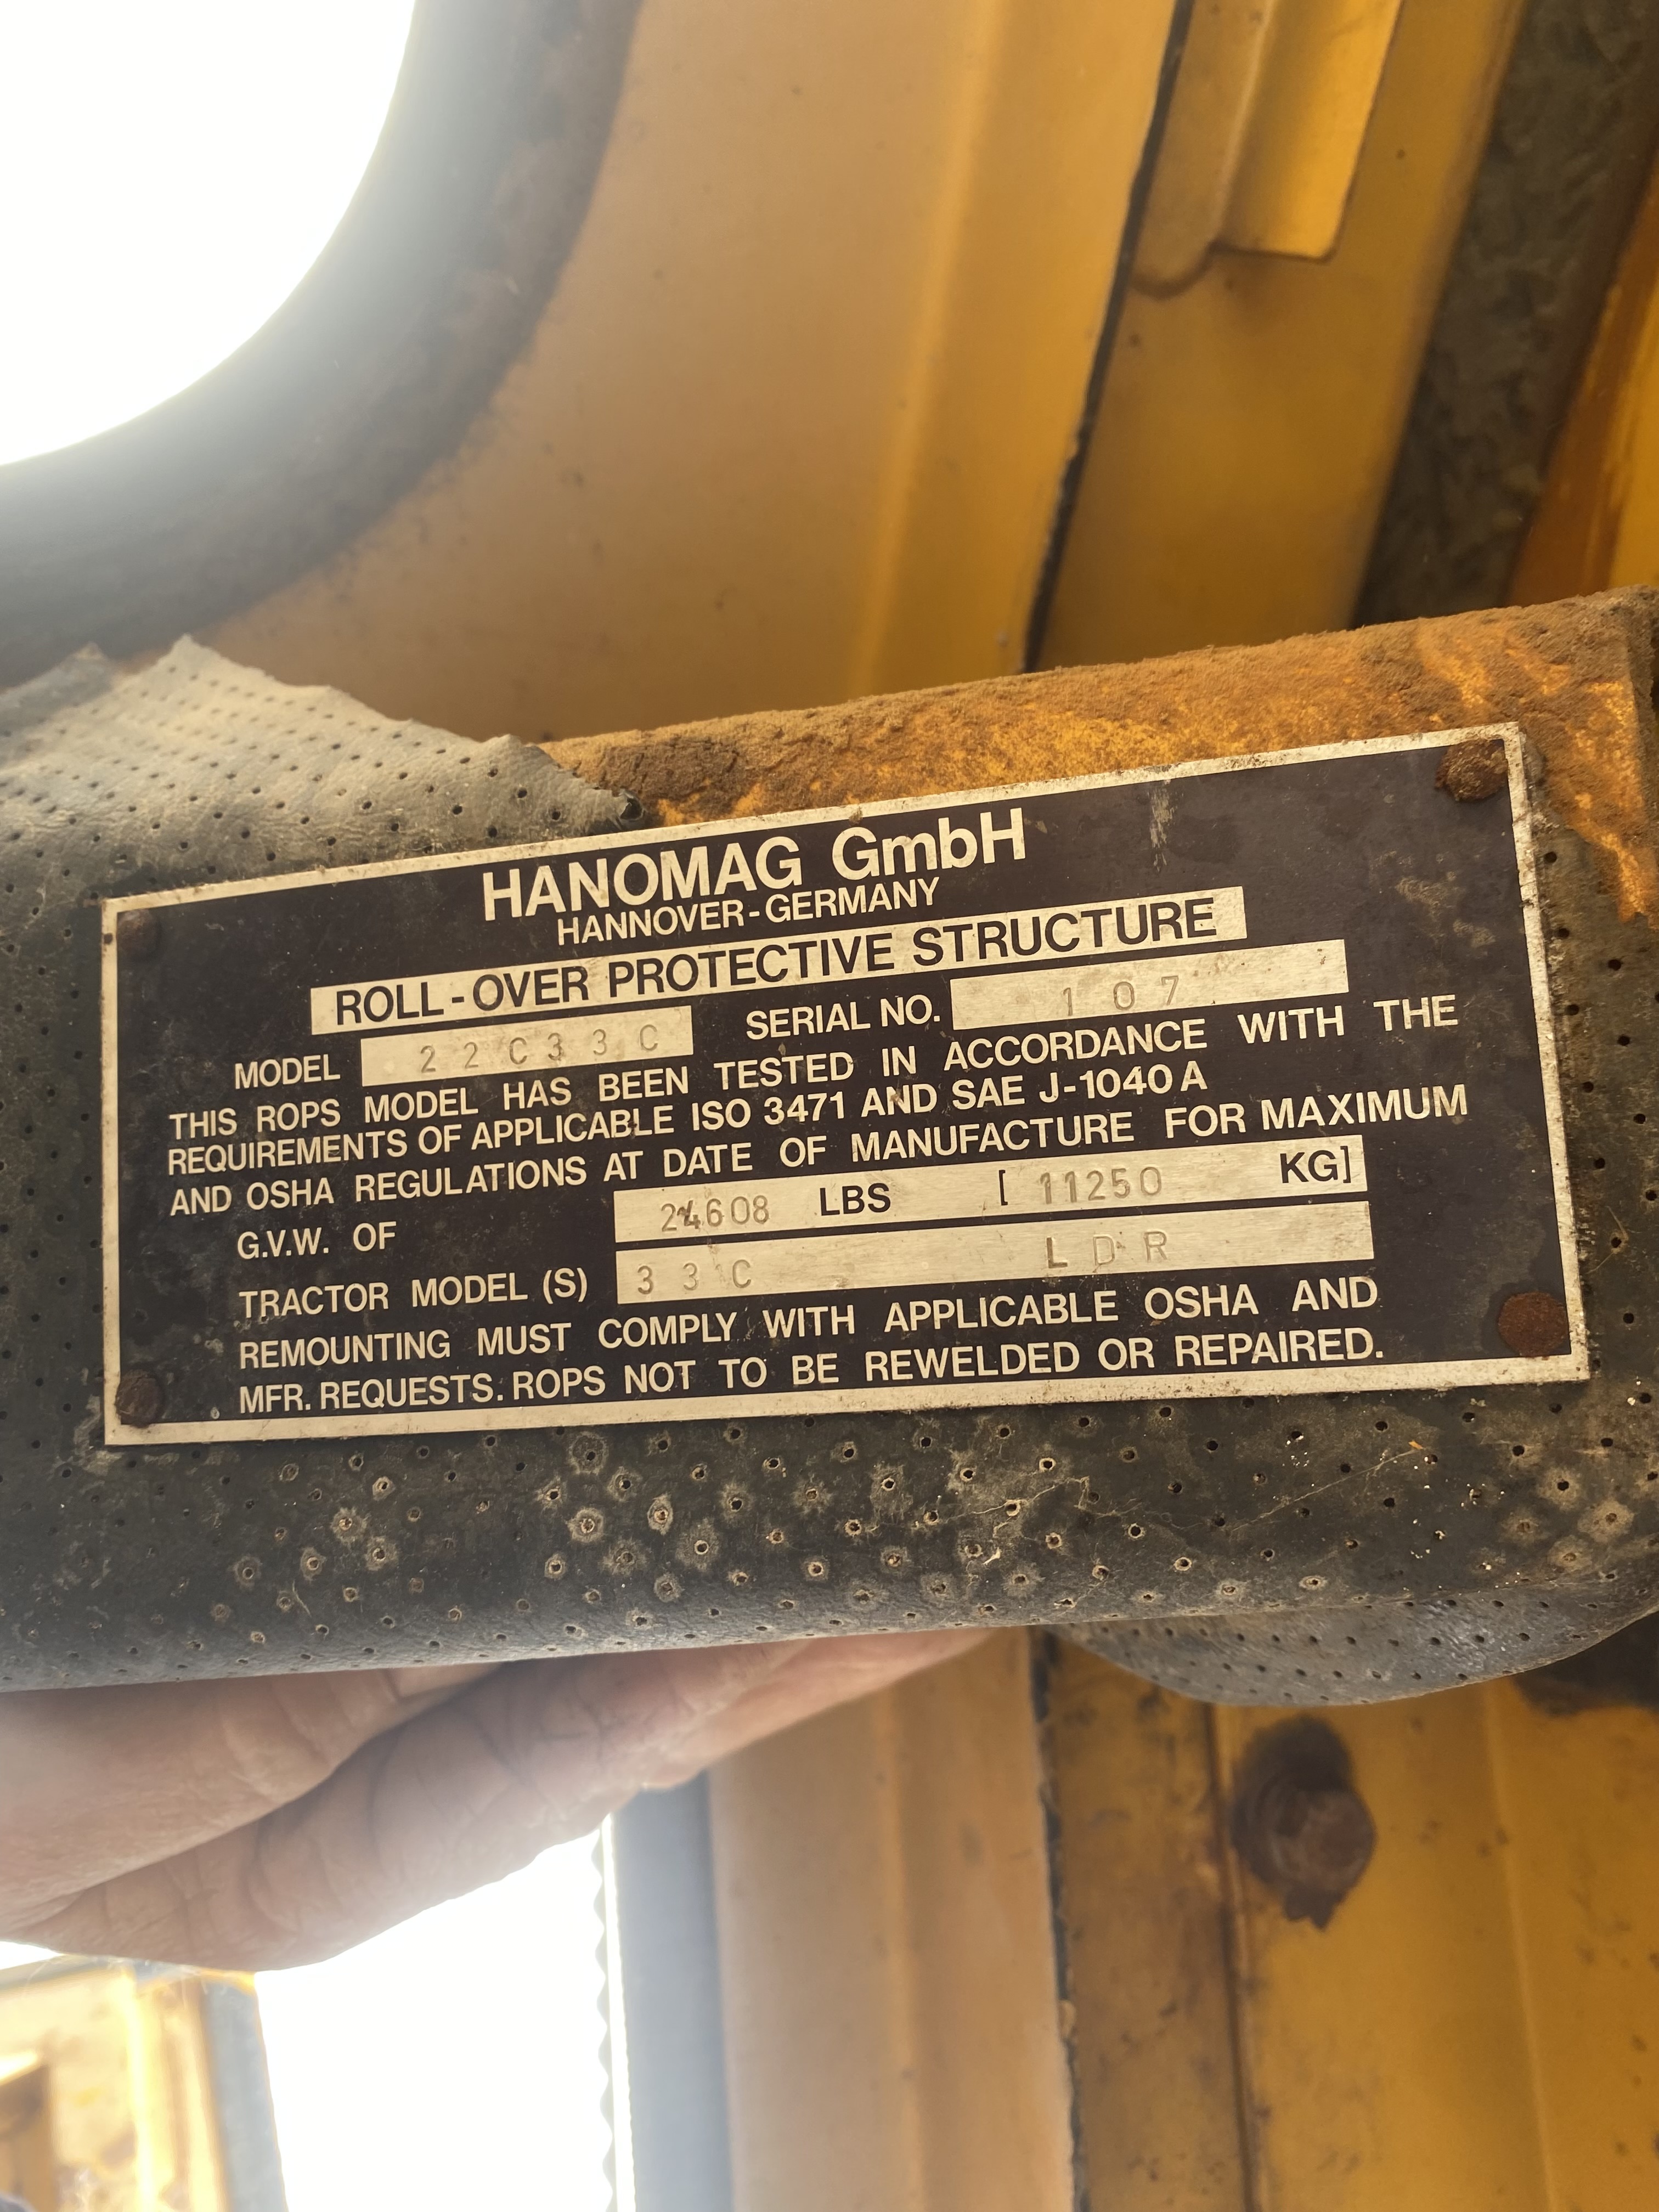 HANOMAG GmbH
HANNOVER-GERMANY
ROLL-OVER PROTECTIVE STRUCTURE
MODEL 22C33C SERIAL NO. 107
THIS ROPS MODEL HAS BEEN TESTED IN ACCORDANCE WITH THE
REQUIREMENTS OF APPLICABLE ISO 3471 AND SAE J-1040A
AND OSHA REGULATIONS AT DATE OF MANUFACTURE FOR MAXIMUM
G.V.W. OF 24608 LBS [11250 KG]
TRACTOR MODEL (S) 33C LDR
REMOUNTING MUST COMPLY WITH APPLICABLE OSHA AND
MFR. REQUESTS. ROPS NOT TO BE REWELDED OR REPAIRED.